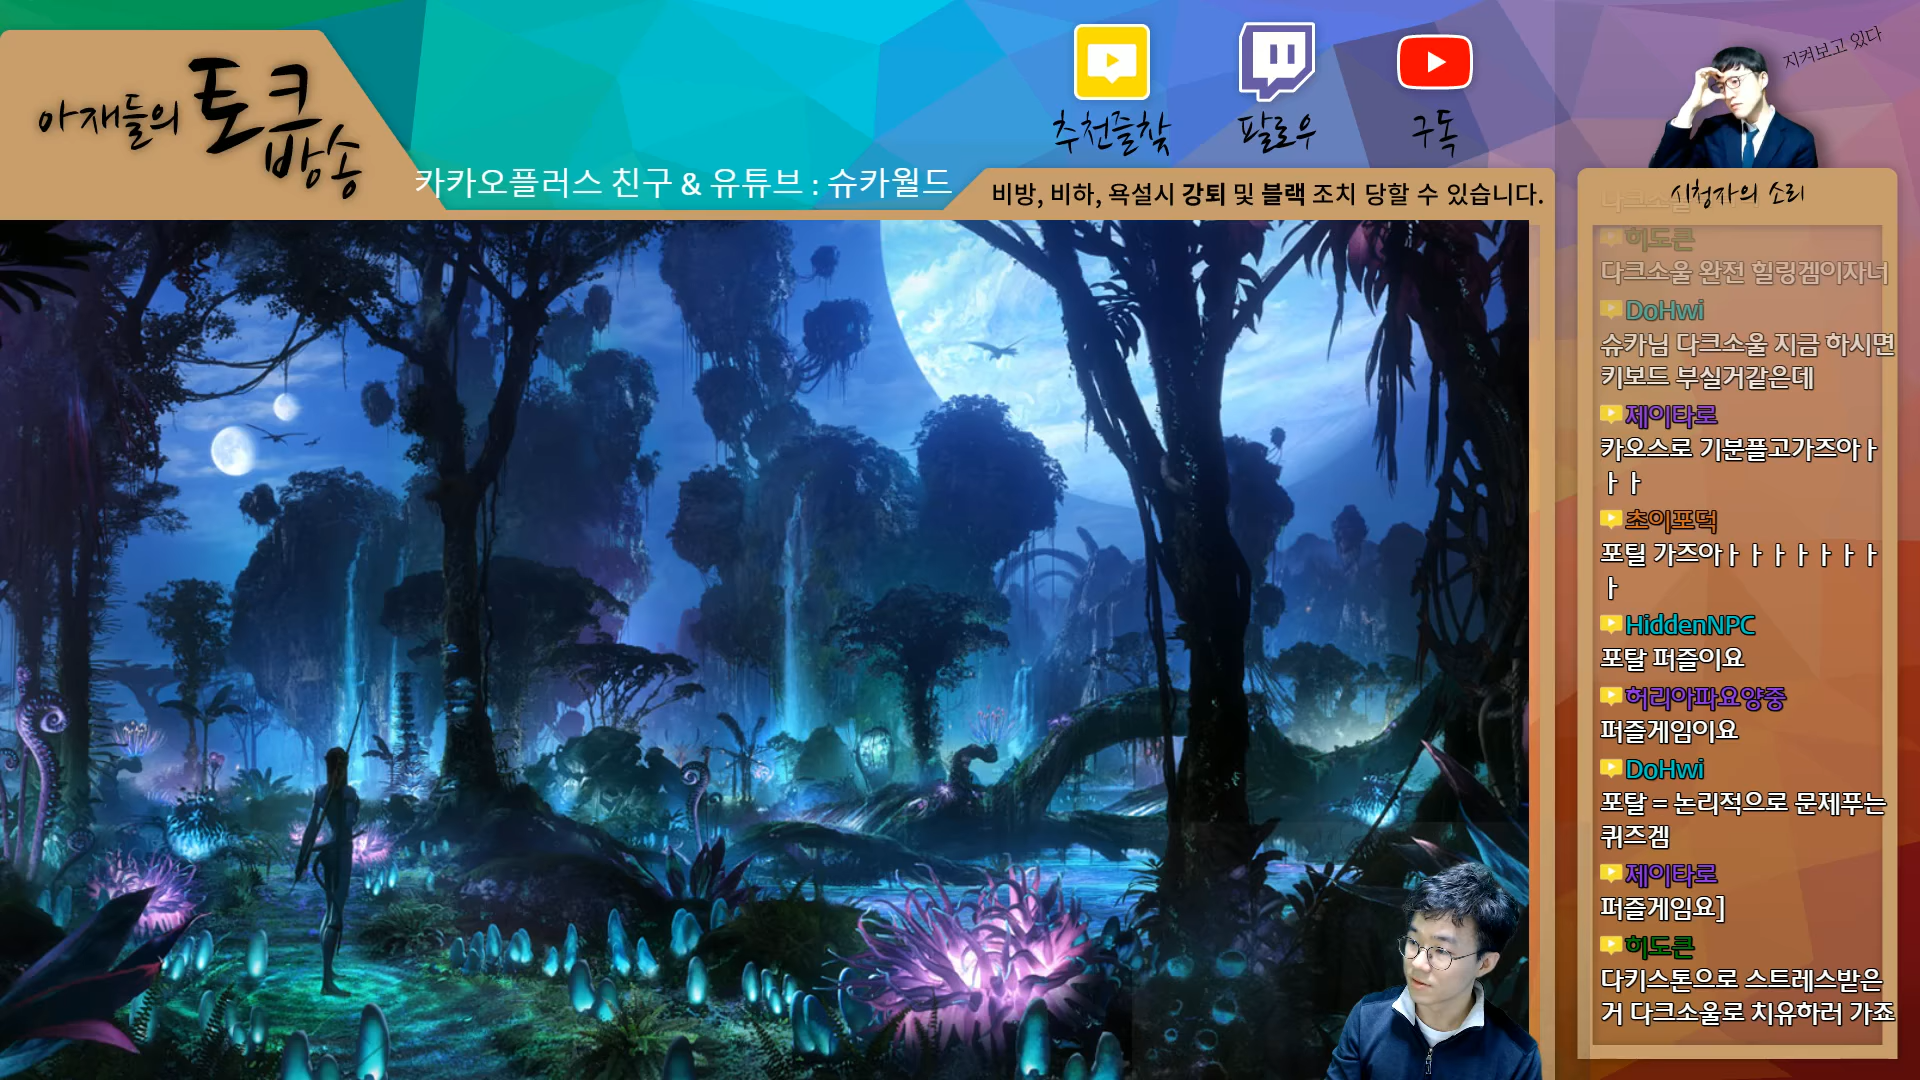 아재들의 토크
방송
카카오플러스 친구 & 유튜브 : 슈카월드
추천즐찾
팔로우
구독
비방, 비하, 욕설시 강퇴 및 블랙 조치 당할 수 있습니다.
지켜보고 있다
시청자의 소리
히도큰
다크소울 완전 힐링겜이자너
DoHwi
슈카님 다크소울 지금 하시면
키보드 부실거같은데
제이타로
카오스로 기분플고가즈아ㅏ
ㅏㅏ
초이포덕
포틸 가즈아ㅏㅏㅏㅏㅏㅏㅏ
ㅏ
HiddenNPC
포탈 퍼즐이요
허리아파요양중
퍼즐게임이요
DoHwi
포탈 = 논리적으로 문제푸는
퀴즈겜
제이타로
퍼즐게임요]
히도큰
다키스톤으로 스트레스받은
거 다크소울로 치유하러 가죠